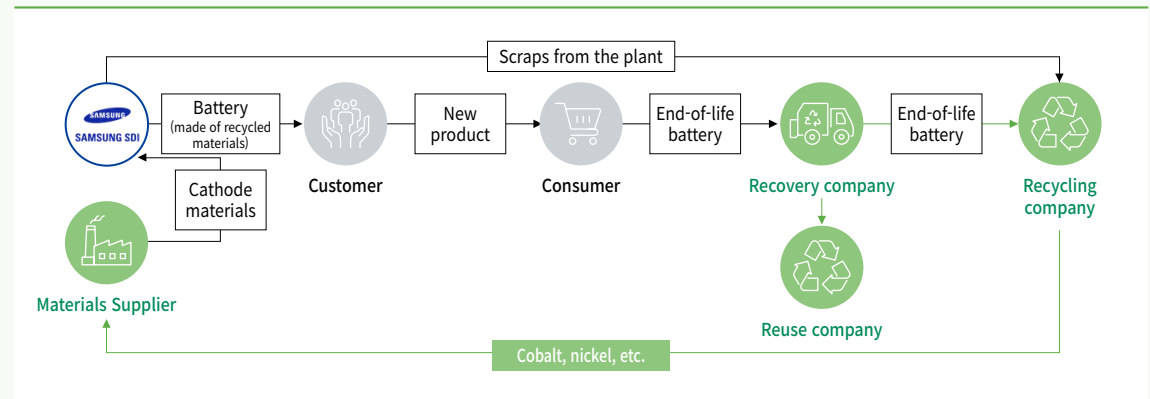 Scraps from the plant
SAMSUNG
SAMSUNG SDI
Battery
(made of recycled
materials)
New
product
End-of-life
battery
End-of-life
battery
Customer
Consumer
Recovery company
Recycling
company
Cathode
materials
Materials Supplier
Reuse company
Cobalt, nickel, etc.